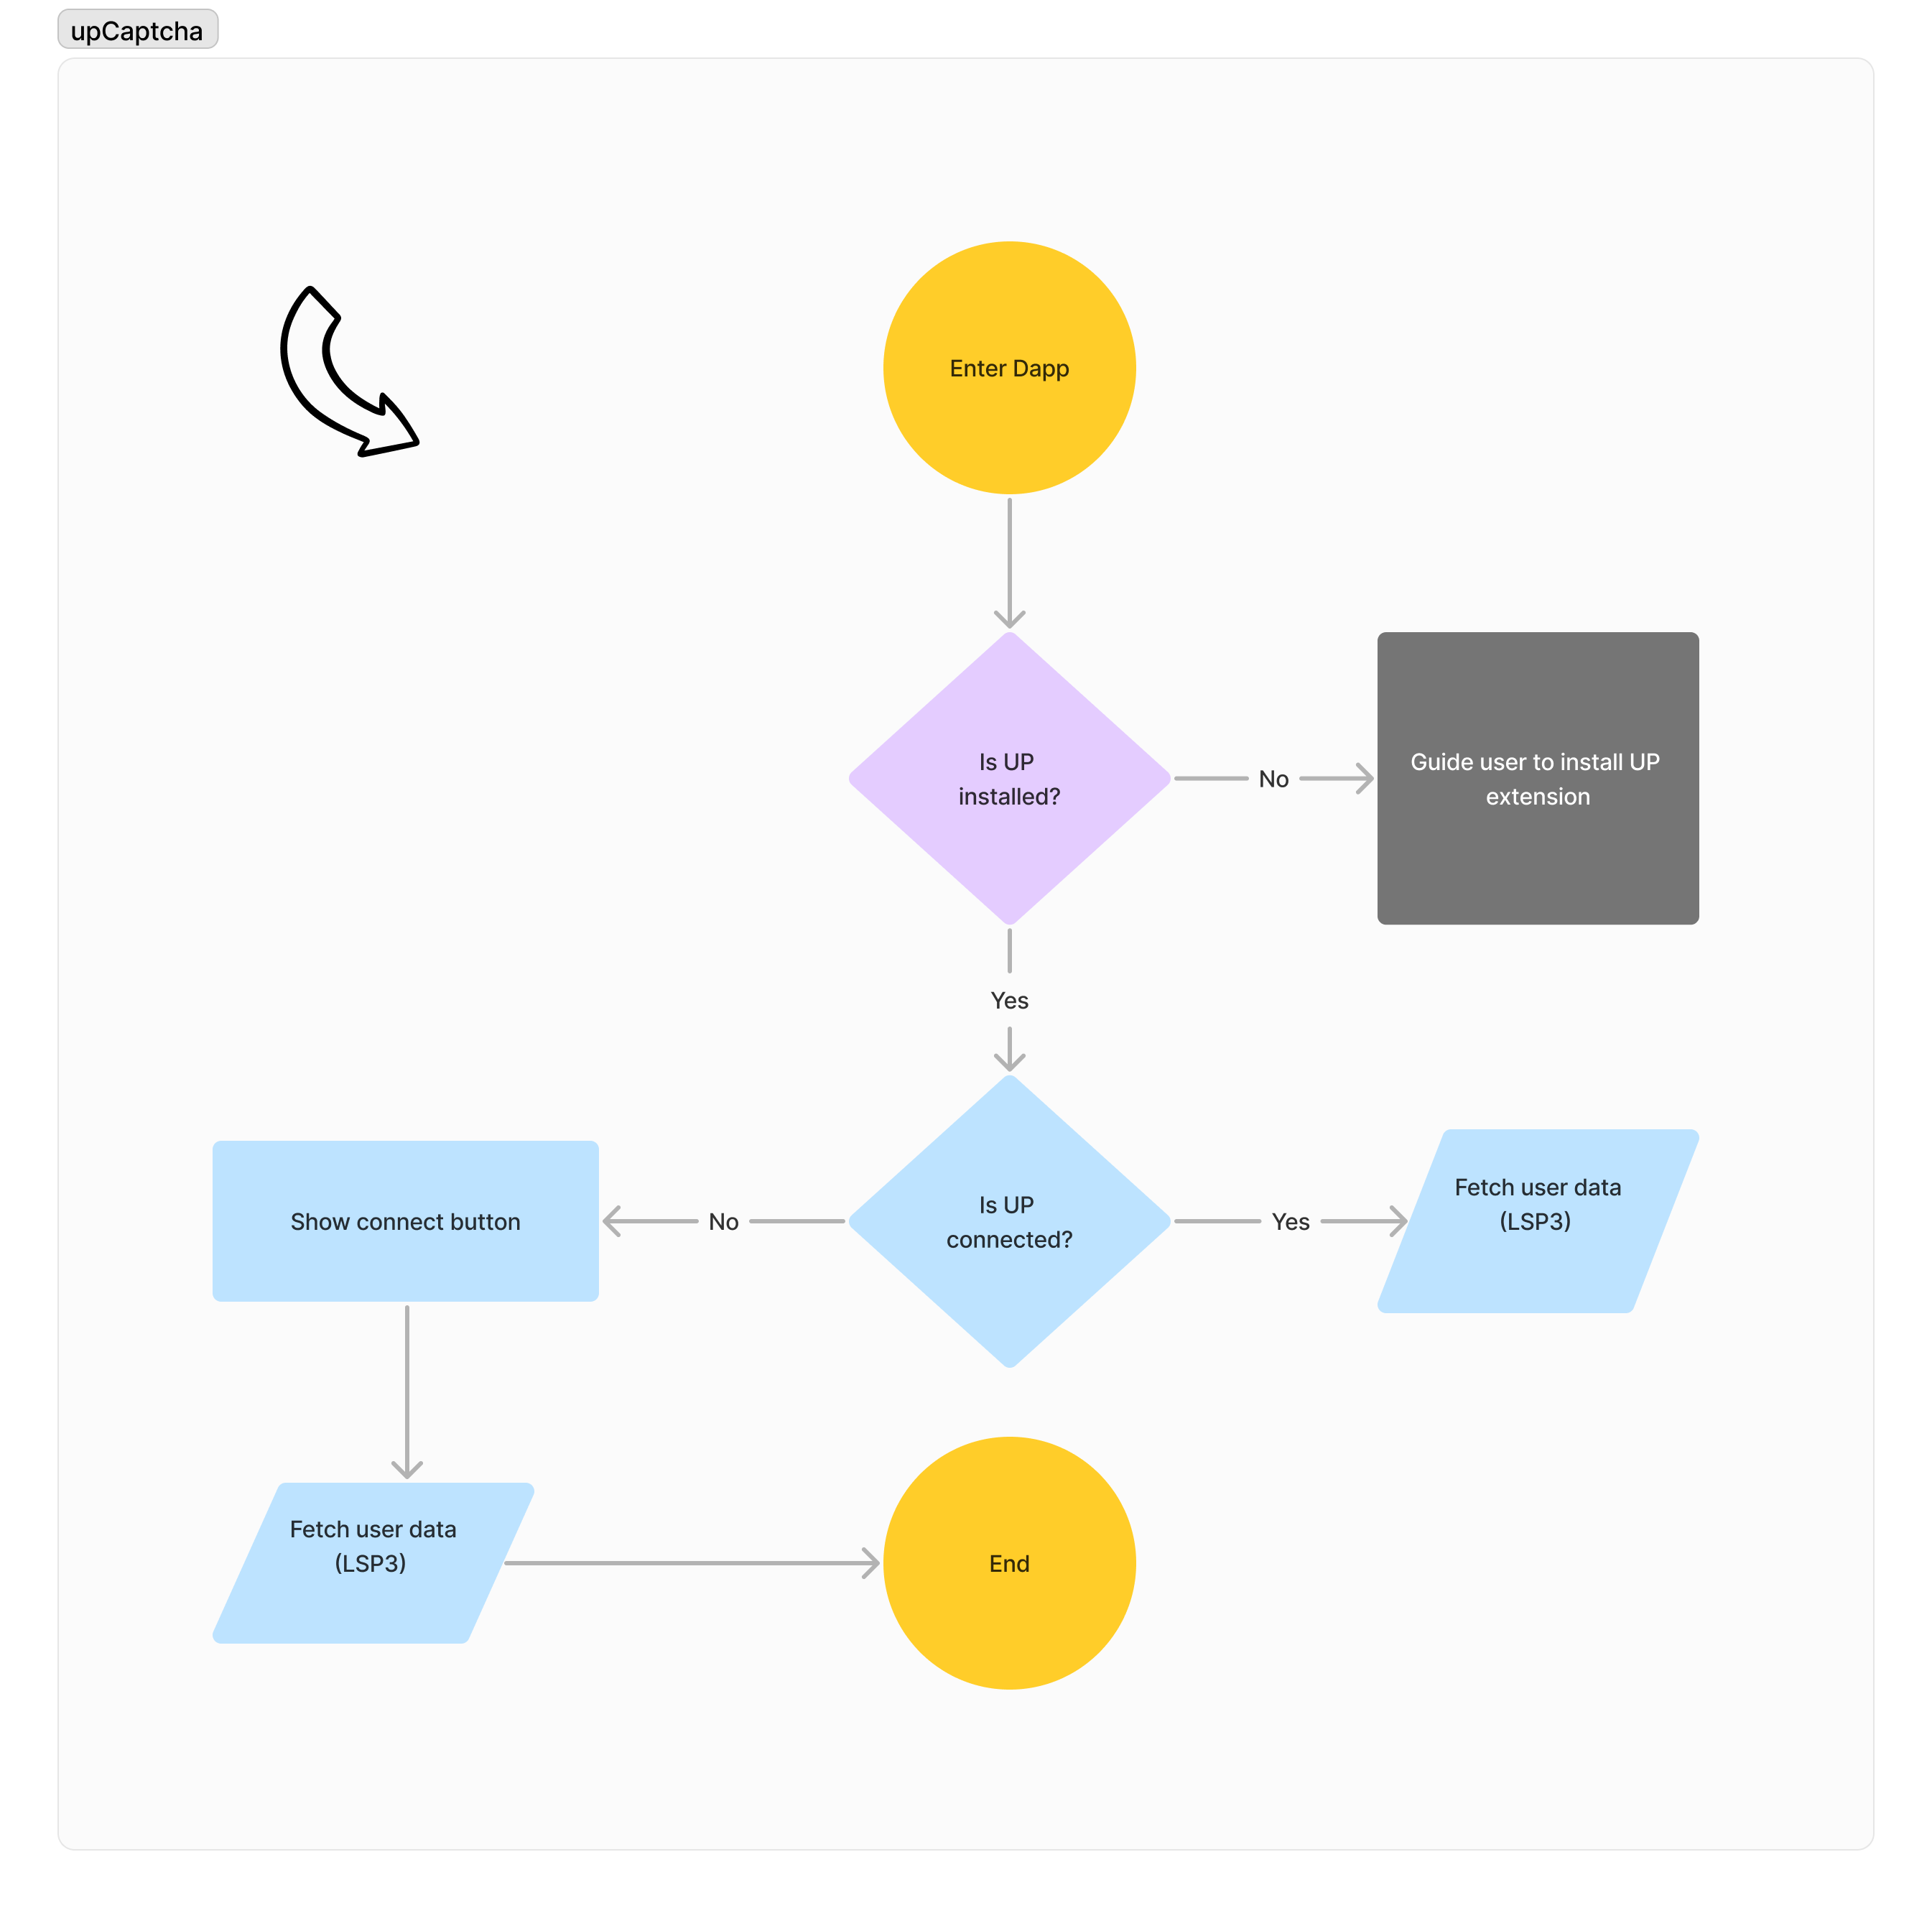 upCaptcha
Enter Dapp
Is UP
installed?
No
Guide user to install UP
extension
Yes
Show connect button
No
Is UP
connected?
Yes
Fetch user data
(LSP3)
Fetch user data
(LSP3)
End